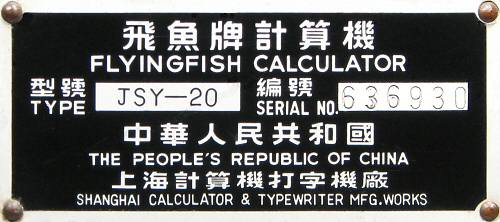 飛魚牌計算機
FLYINGFISH CALCULATOR
型號 JSY—20 編號 636930
TYPE SERIAL NO.
中華人民共和國
THE PEOPLE'S REPUBLIC OF CHINA
上海計算機打字機廠
SHANGHAI CALCULATOR & TYPEWRITER MFG.WORKS